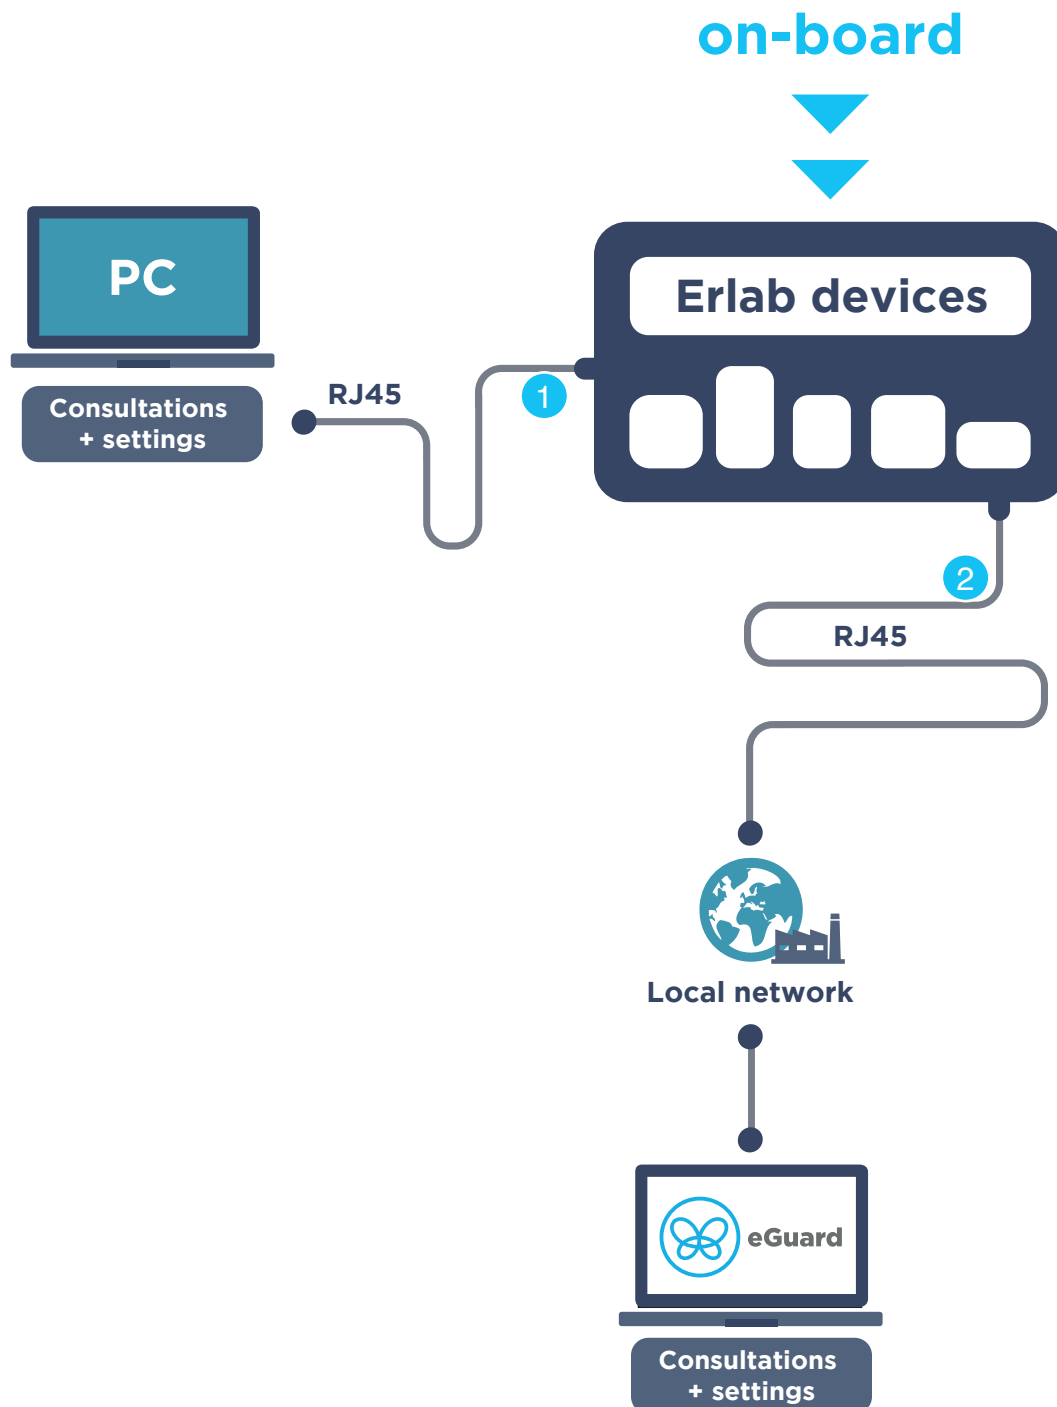 on-board
PC
Erlab devices
Consultations
+ settings
RJ45
1
2
RJ45
Local network
eGuard
Consultations
+ settings